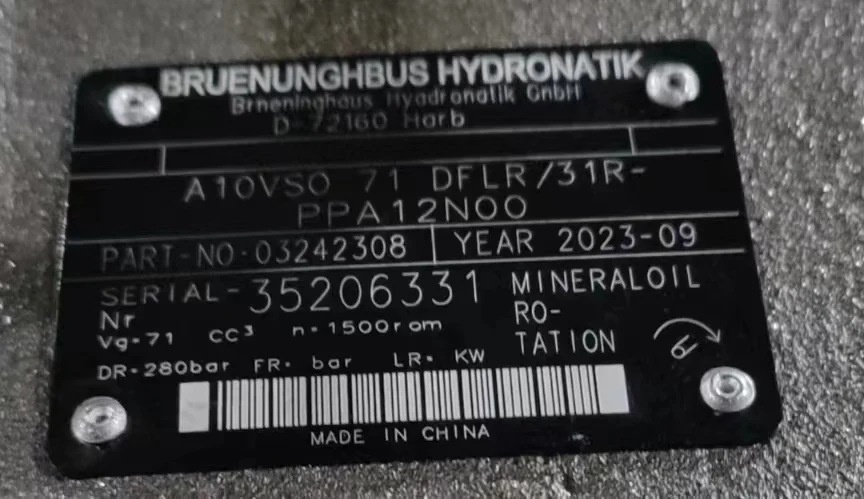 BRUENUNGHBUS HYDRONATIK
Brneninghaus Hyadronatik GnbH
D-72160 Harb
A10VSO 71 DFLR/31R-
PPA12N00
PART-NO·03242308 YEAR 2023-09
SERIAL-35206331 MINERALOIL
Nr RO-
Vg-71 cc³ n=1500rom TATION
DR-280bar FR= bar LR= KW
MADE IN CHINA